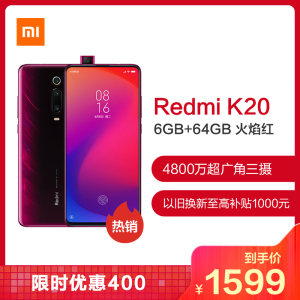 mi
Redmi K20
6GB+64GB 火焰红
4800万超广角三摄
以旧换新至高补贴1000元
08
16
Redmi
热销
限时优惠400
到手价
¥1599